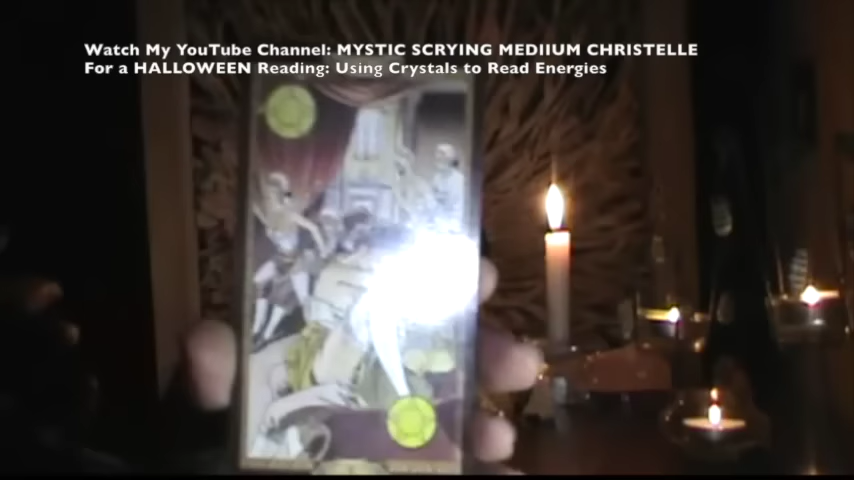 Watch My YouTube Channel: MYSTIC SCRYING MEDIIUM CHRISTELLE
For a HALLOWEEN Reading: Using Crystals to Read Energies